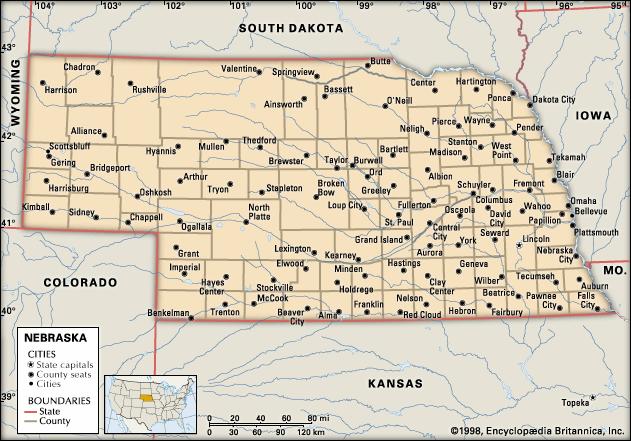 104° 103° 102° 101° 100° 99° 98° 97° 96° 95°
43°
42°
41°
40°
39°
SOUTH DAKOTA
WYOMING
IOWA
COLORADO
KANSAS
MO.
Chadron
Harrison
Rushville
Valentine
Springview
Butte
Bassett
Ainsworth
O'Neill
Center
Hartington
Ponca
Dakota City
Alliance
Scottsbluff
Gering
Bridgeport
Harrisburg
Hyannis
Mullen
Thedford
Brewster
Taylor
Burwell
Bartlett
Neligh
Pierce
Wayne
Pender
Stanton
Madison
West
Point
Tekamah
Blair
Kimball
Sidney
Chappell
Oshkosh
Arthur
Tryon
Stapleton
Broken
Bow
Ord
Greeley
Loup City
Albion
Fullerton
St. Paul
Schuyler
Columbus
Osceola
David
City
Fremont
Wahoo
Omaha
Papillion
Bellevue
Plattsmouth
Ogallala
North
Platte
Grant
Imperial
Lexington
Elwood
Kearney
Grand Island
Central
City
Aurora
York
Seward
Lincoln
Nebraska
City
Hayes
Center
Stockville
McCook
Trenton
Benkelman
Minden
Holdrege
Hastings
Clay
Center
Geneva
Wilber
Beatrice
Tecumseh
Auburn
Falls
City
Pawnee
City
Beaver
City
Alma
Franklin
Red Cloud
Nelson
Hebron
Fairbury
Topeka
NEBRASKA
CITIES
State capitals
County seats
Cities
BOUNDARIES
State
County
0 20 40 60 80 mi
0 30 60 90 120 km
©1998, Encyclopædia Britannica, Inc.